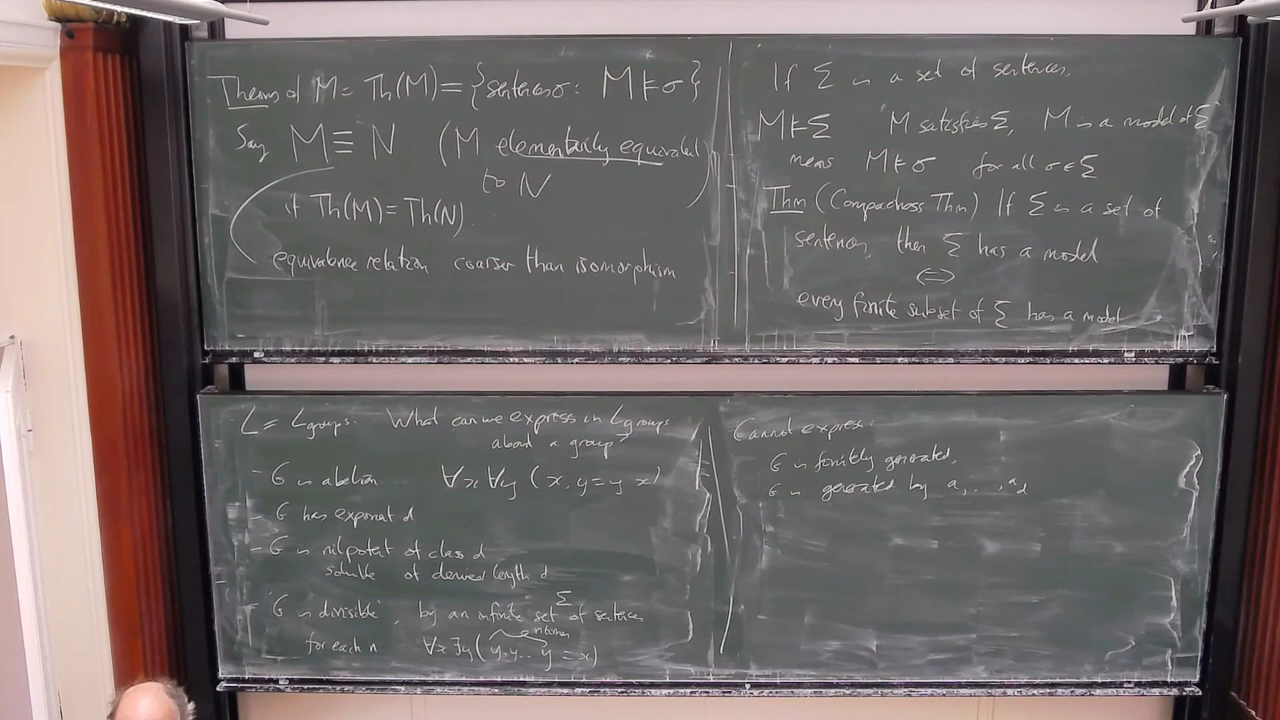 Theory of M = Th(M) = {sentences σ: M ⊨ σ}
Say M ≡ N (M elementarily equivalent
to N)
if Th(M) = Th(N)
equivalence relation coarser than isomorphism
If Σ is a set of sentences,
M ⊨ Σ "M satisfies Σ, M is a model of Σ"
means M ⊨ σ for all σ ∈ Σ
Thm (Compactness Thm) If Σ is a set of
sentences, then Σ has a model
⇔
every finite subset of Σ has a model
L = Lgroups. What can we express in Lgroups
about a group?
- G is abelian ∀x ∀y (x.y = y.x)
- G has exponent d
- G is nilpotent of class d
soluble of derived length d
- 'G is divisible', by an infinite set Σ of sentences
for each n ∀x ∃y (y.y...y = x)
n times
Cannot express:
G is finitely generated,
G is generated by a₁, ..., a_d